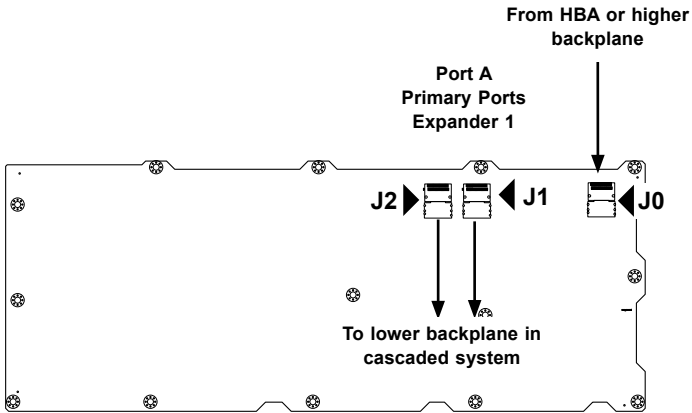 From HBA or higher
backplane
Port A
Primary Ports
Expander 1
J2
J1
J0
To lower backplane in
cascaded system